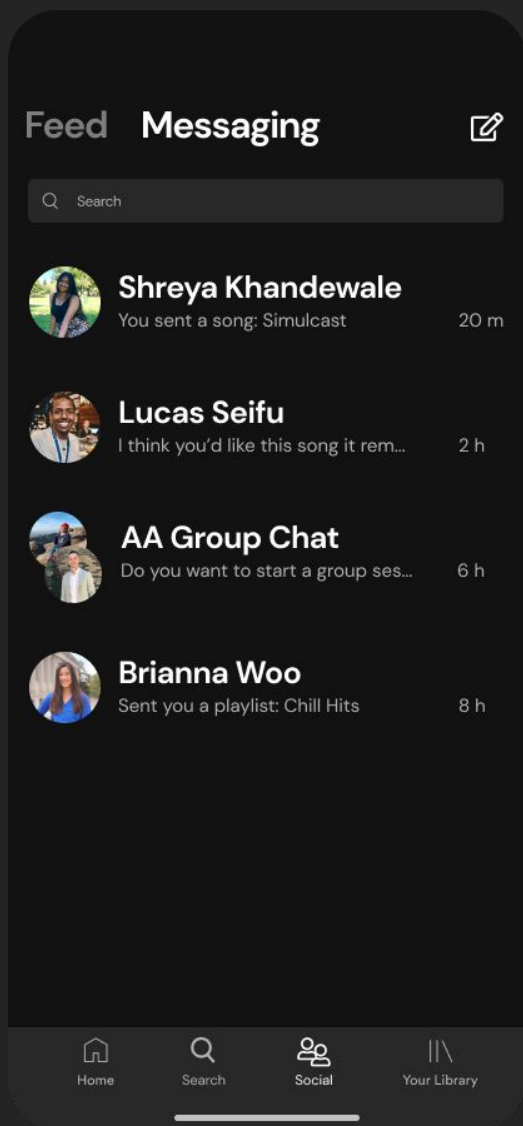 Feed Messaging
Search
Shreya Khandewale
You sent a song: Simulcast 20 m
Lucas Seifu
I think you’d like this song it rem... 2 h
AA Group Chat
Do you want to start a group ses... 6 h
Brianna Woo
Sent you a playlist: Chill Hits 8 h
Home Search Social Your Library